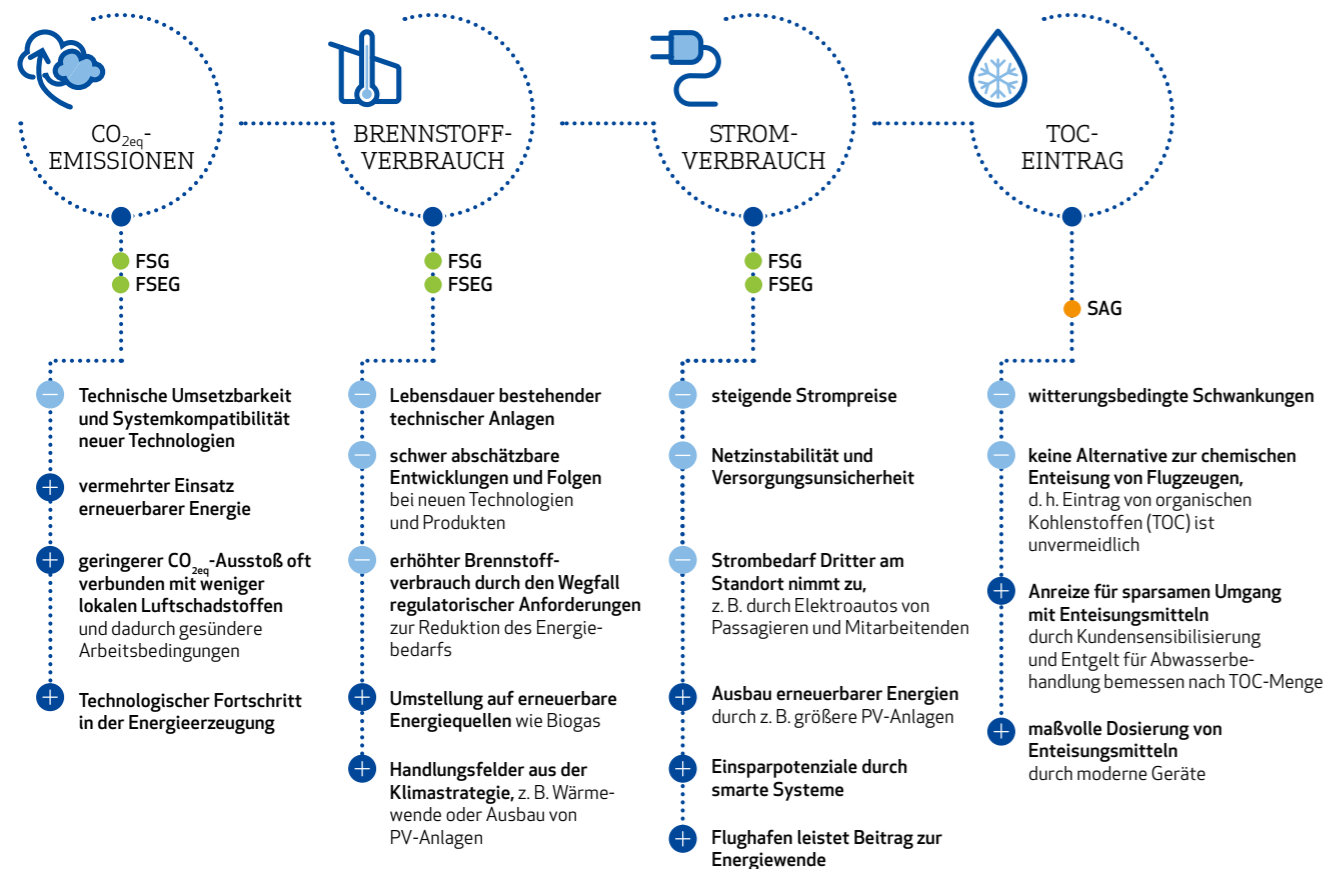 CO2eq-
EMISSIONEN
FSG
FSEG
Technische Umsetzbarkeit
und Systemkompatibilität
neuer Technologien
vermehrter Einsatz
erneuerbarer Energie
geringerer CO2eq-Ausstoß oft
verbunden mit weniger
lokalen Luftschadstoffen
und dadurch gesündere
Arbeitsbedingungen
Technologischer Fortschritt
in der Energieerzeugung
BRENNSTOFF-
VERBRAUCH
FSG
FSEG
Lebensdauer bestehender
technischer Anlagen
schwer abschätzbare
Entwicklungen und Folgen
bei neuen Technologien
und Produkten
erhöhter Brennstoff-
verbrauch durch den Wegfall
regulatorischer Anforderungen
zur Reduktion des Energie-
bedarfs
Umstellung auf erneuerbare
Energiequellen wie Biogas
Handlungsfelder aus der
Klimastrategie, z. B. Wärme-
wende oder Ausbau von
PV-Anlagen
STROM-
VERBRAUCH
FSG
FSEG
steigende Strompreise
Netzinstabilität und
Versorgungsunsicherheit
Strombedarf Dritter am
Standort nimmt zu,
z. B. durch Elektroautos von
Passagieren und Mitarbeitenden
Ausbau erneuerbarer Energien
durch z. B. größere PV-Anlagen
Einsparpotenziale durch
smarte Systeme
Flughafen leistet Beitrag zur
Energiewende
TOC-
EINTRAG
SAG
witterungsbedingte Schwankungen
keine Alternative zur chemischen
Enteisung von Flugzeugen,
d. h. Eintrag von organischen
Kohlenstoffen (TOC) ist
unvermeidlich
Anreize für sparsamen Umgang
mit Enteisungsmitteln
durch Kundensensibilisierung
und Entgelt für Abwasserbe-
handlung bemessen nach TOC-Menge
maßvolle Dosierung von
Enteisungsmitteln
durch moderne Geräte